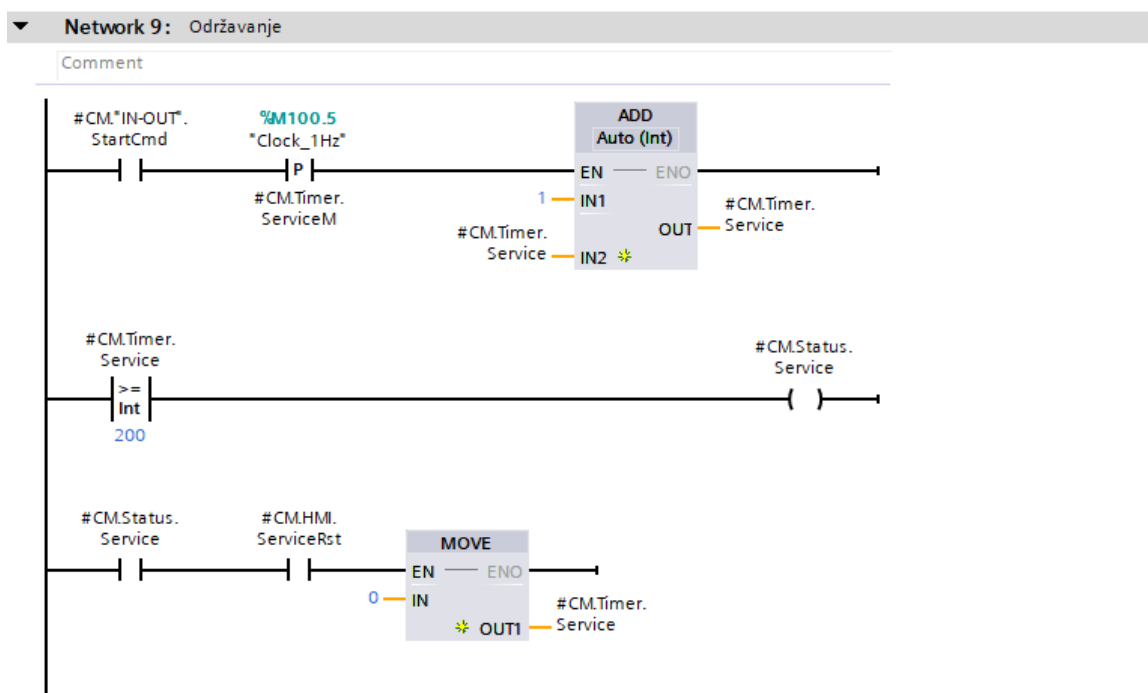 Network 9: Održavanje
Comment
#CM."IN-OUT".
StartCmd
%M100.5
"Clock_1Hz"
P
#CM.Timer.
ServiceM
ADD
Auto (Int)
EN ENO
1 IN1
#CM.Timer.
Service IN2
OUT
#CM.Timer.
Service
#CM.Timer.
Service
>=
Int
200
#CM.Status.
Service
#CM.Status.
Service
#CM.HMI.
ServiceRst
MOVE
EN ENO
0 IN
OUT1
#CM.Timer.
Service